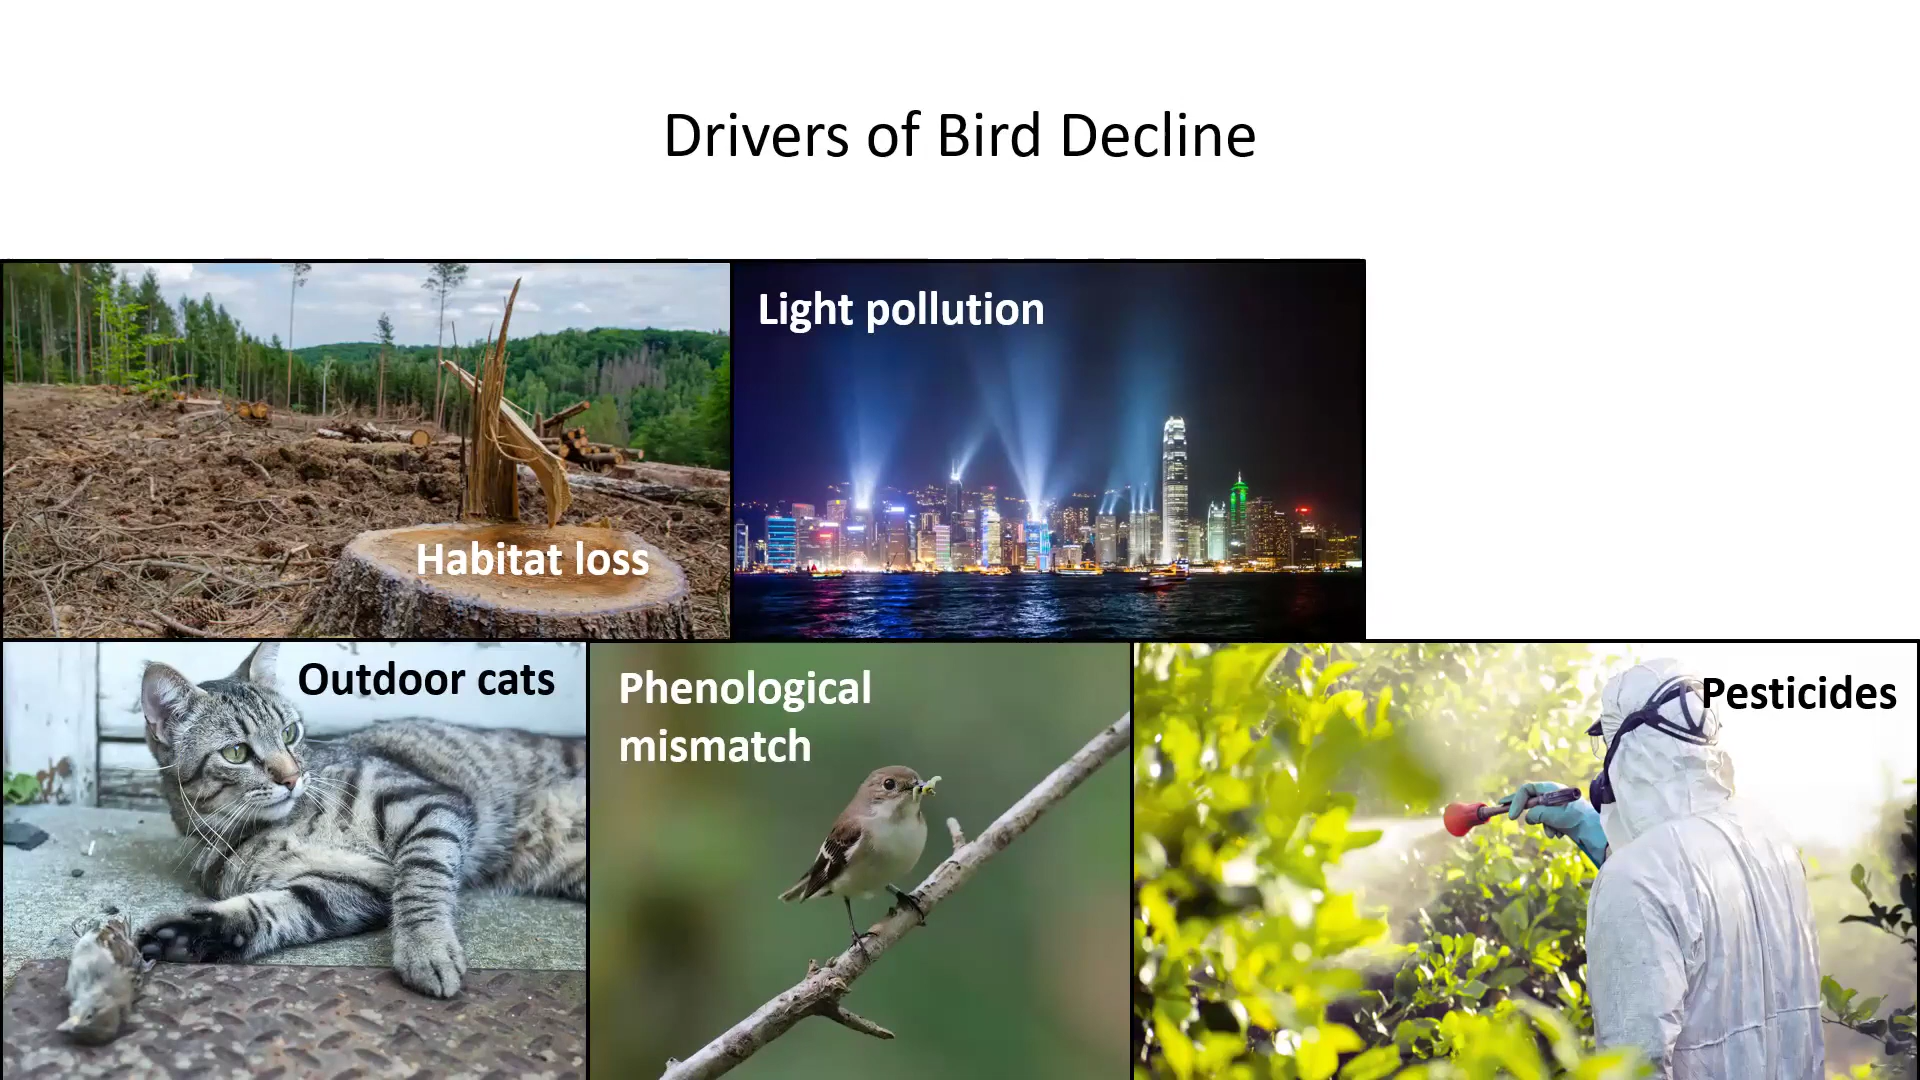 Drivers of Bird Decline
Light pollution
Habitat loss
Outdoor cats
Phenological
mismatch
Pesticides